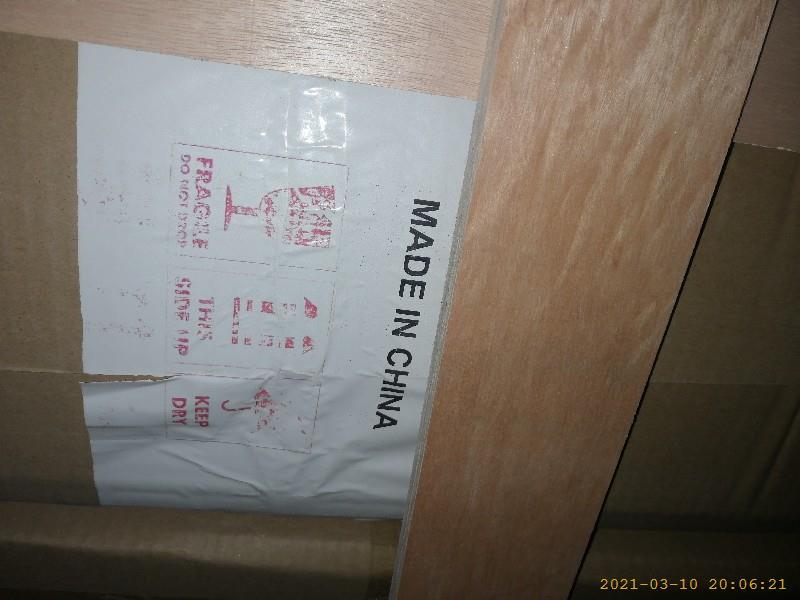 MADE IN CHINA
FRAGILE
DO NOT DROP
THIS
SIDE UP
KEEP
DRY
2021-03-10 20:06:21